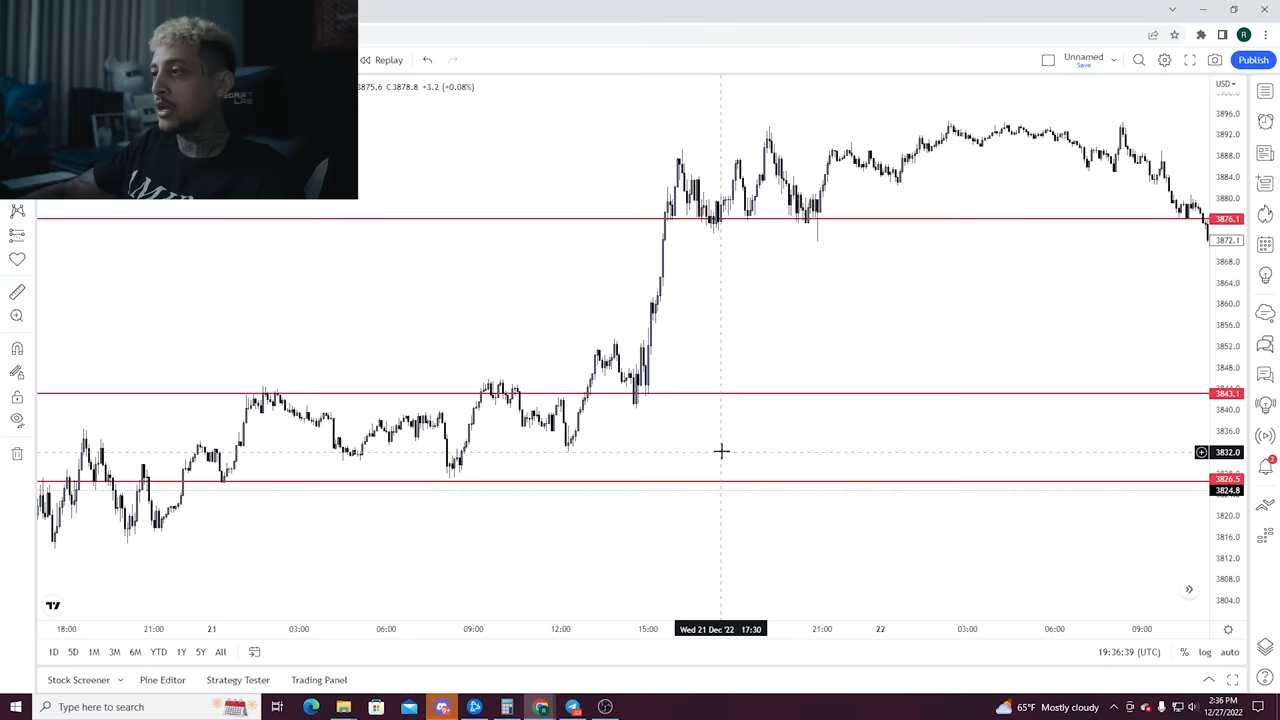 Replay
3875.6 C3878.8 +3.2 (+0.08%)
Unnamed
Save
Publish
R
SECRET
LAB
USD
3896.0
3892.0
3888.0
3884.0
3880.0
3876.1
3872.1
3868.0
3864.0
3860.0
3856.0
3852.0
3848.0
3843.1
3840.0
3836.0
3832.0
3826.5
3824.8
3820.0
3816.0
3812.0
3808.0
3804.0
2
18:00 21:00 21 03:00 06:00 09:00 12:00 15:00 Wed 21 Dec '22 17:30 21:00 22 03:00 06:00 09:00
1D 5D 1M 3M 6M YTD 1Y 5Y All
19:36:39 (UTC) % log auto
Stock Screener Pine Editor Strategy Tester Trading Panel
Type here to search
65°F Mostly cloudy
2:36 PM
12/27/2022